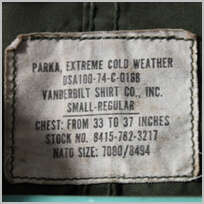 PARKA, EXTREME COLD WEATHER
DSA100-74-C-0168
VANDERBILT SHIRT CO., INC.
SMALL-REGULAR
CHEST: FROM 33 TO 37 INCHES
STOCK NO. 8415-782-3217
NATO SIZE: 7080/8494